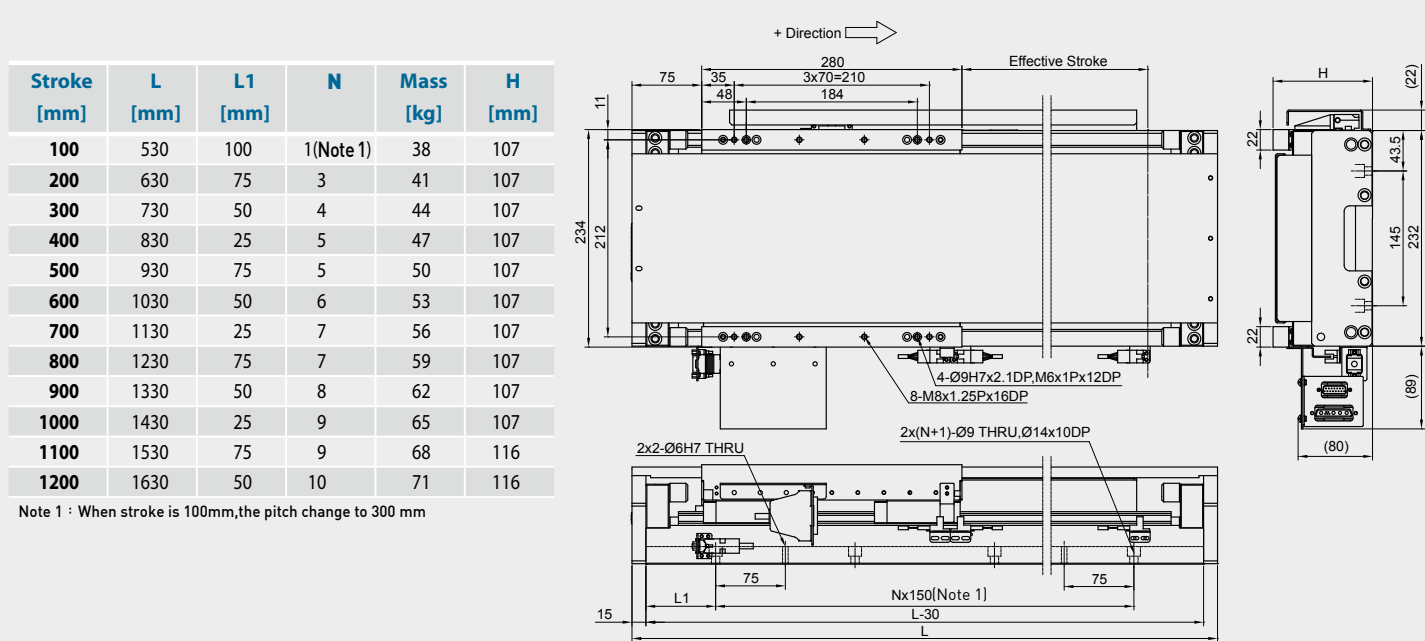 Stroke L L1 N Mass H
[mm] [mm] [mm] [kg] [mm]
100 530 100 1(Note 1) 38 107
200 630 75 3 41 107
300 730 50 4 44 107
400 830 25 5 47 107
500 930 75 5 50 107
600 1030 50 6 53 107
700 1130 25 7 56 107
800 1230 75 7 59 107
900 1330 50 8 62 107
1000 1430 25 9 65 107
1100 1530 75 9 68 116
1200 1630 50 10 71 116
Note 1 : When stroke is 100mm,the pitch change to 300 mm
+ Direction
280
Effective Stroke
75
35
3x70=210
48
184
11
234
212
4-Ø9H7x2.1DP,M6x1Px12DP
8-M8x1.25Px16DP
H
(22)
22
43.5
145
232
22
(89)
(80)
2x2-Ø6H7 THRU
2x(N+1)-Ø9 THRU,Ø14x10DP
75
75
L1
Nx150(Note 1)
15
L-30
L